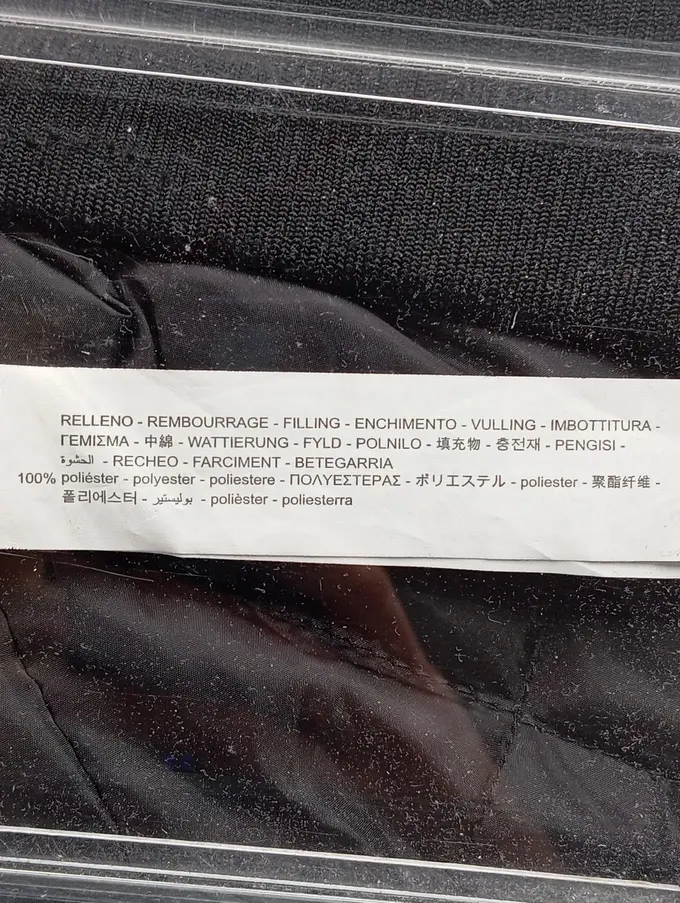 RELLENO - REMBOURRAGE - FILLING - ENCHIMENTO - VULLING - IMBOTTITURA -
ΓΕΜΙΣΜΑ - 中綿 - WATTIERUNG - FYLD - POLNILO - 填充物 - 충전재 - PENGISI -
الحشوة - RECHEO - FARCIMENT - BETEGARRIA
100% poliéster - polyester - poliestere - ΠΟΛΥΕΣΤΕΡΑΣ - ポリエステル - poliester - 聚酯纤维 -
폴리에스터 - بوليستير - polièster - poliesterra